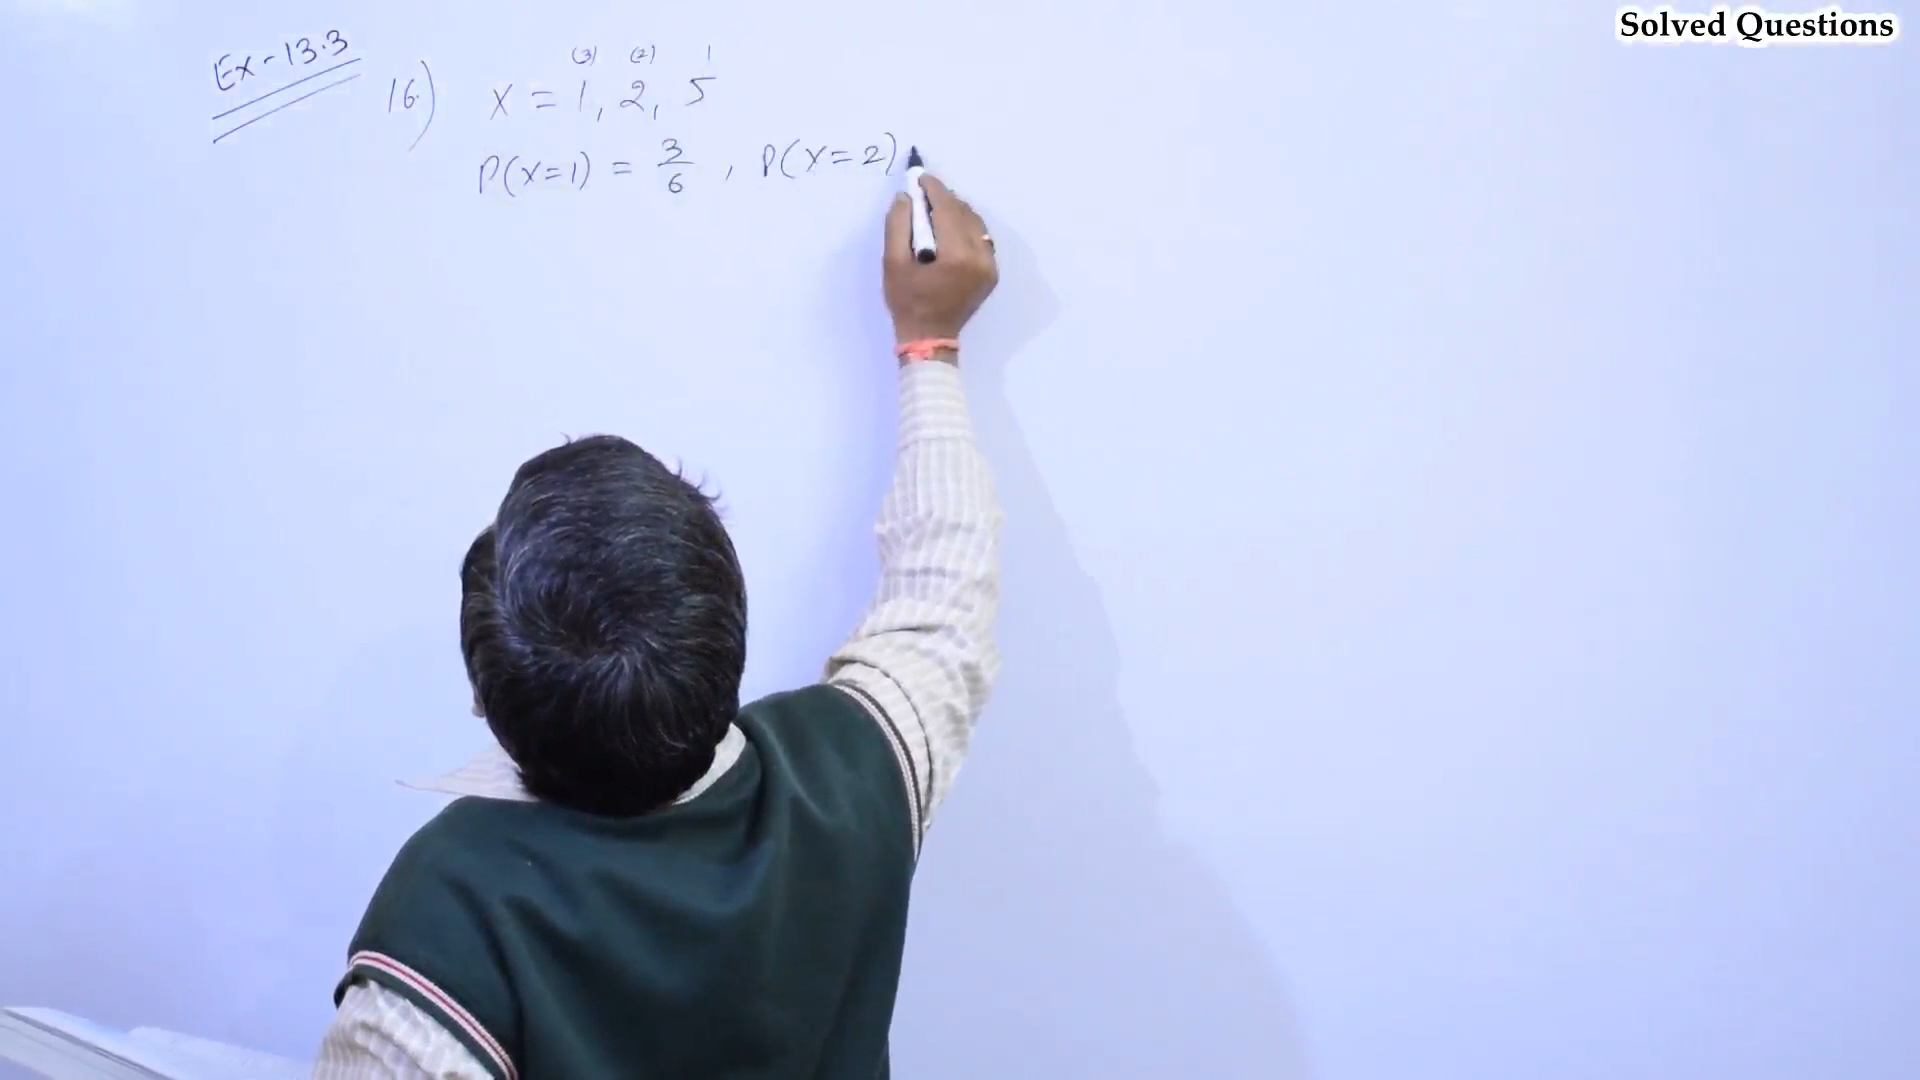 Solved Questions
Ex-13.3
(3) (2) 1
16) X = 1, 2, 5
P(X=1) = 3/6 , P(X=2)